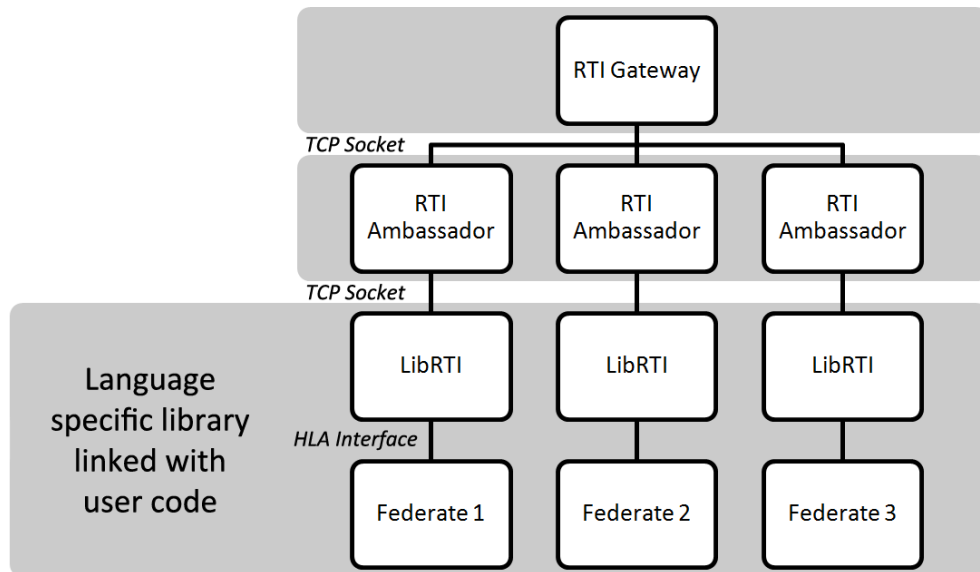 RTI Gateway
TCP Socket
RTI
Ambassador
RTI
Ambassador
RTI
Ambassador
TCP Socket
LibRTI
LibRTI
LibRTI
Language
specific library
linked with
user code
HLA Interface
Federate 1
Federate 2
Federate 3